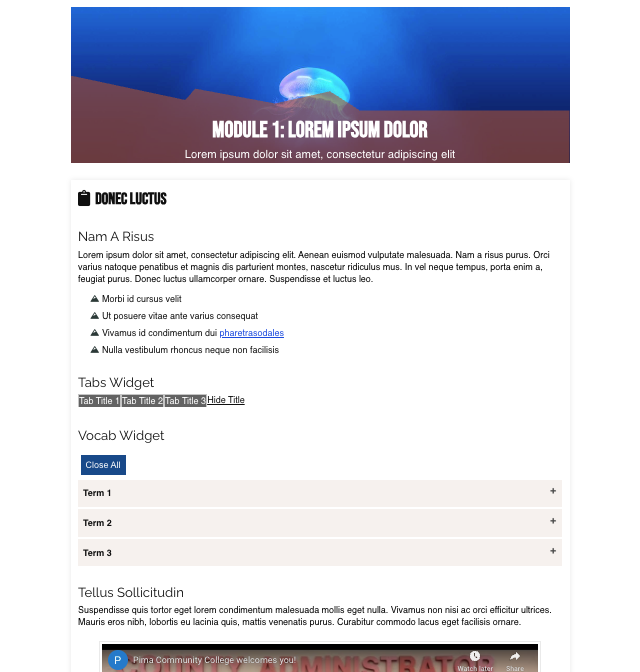 MODULE 1: LOREM IPSUM DOLOR
Lorem ipsum dolor sit amet, consectetur adipiscing elit
DONEC LUCTUS
Nam A Risus
Lorem ipsum dolor sit amet, consectetur adipiscing elit. Aenean euismod vulputate malesuada. Nam a risus purus. Orci
varius natoque penatibus et magnis dis parturient montes, nascetur ridiculus mus. In vel neque tempus, porta enim a,
feugiat purus. Donec luctus ullamcorper ornare. Suspendisse et luctus leo.
Morbi id cursus velit
Ut posuere vitae ante varius consequat
Vivamus id condimentum dui pharetrasodales
Nulla vestibulum rhoncus neque non facilisis
Tabs Widget
Tab Title 1 Tab Title 2 Tab Title 3 Hide Title
Vocab Widget
Close All
Term 1 +
Term 2 +
Term 3 +
Tellus Sollicitudin
Suspendisse quis tortor eget lorem condimentum malesuada mollis eget nulla. Vivamus non nisi ac orci efficitur ultrices.
Mauris eros nibh, lobortis eu lacinia quis, mattis venenatis purus. Curabitur commodo lacus eget facilisis ornare.
P Pima Community College welcomes you!
Watch later Share